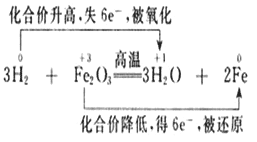 化合价升高,失6e⁻,被氧化
0 +3 高温 +1 0
3H₂ + Fe₂O₃ ══ 3H₂O + 2Fe
化合价降低,得6e⁻,被还原